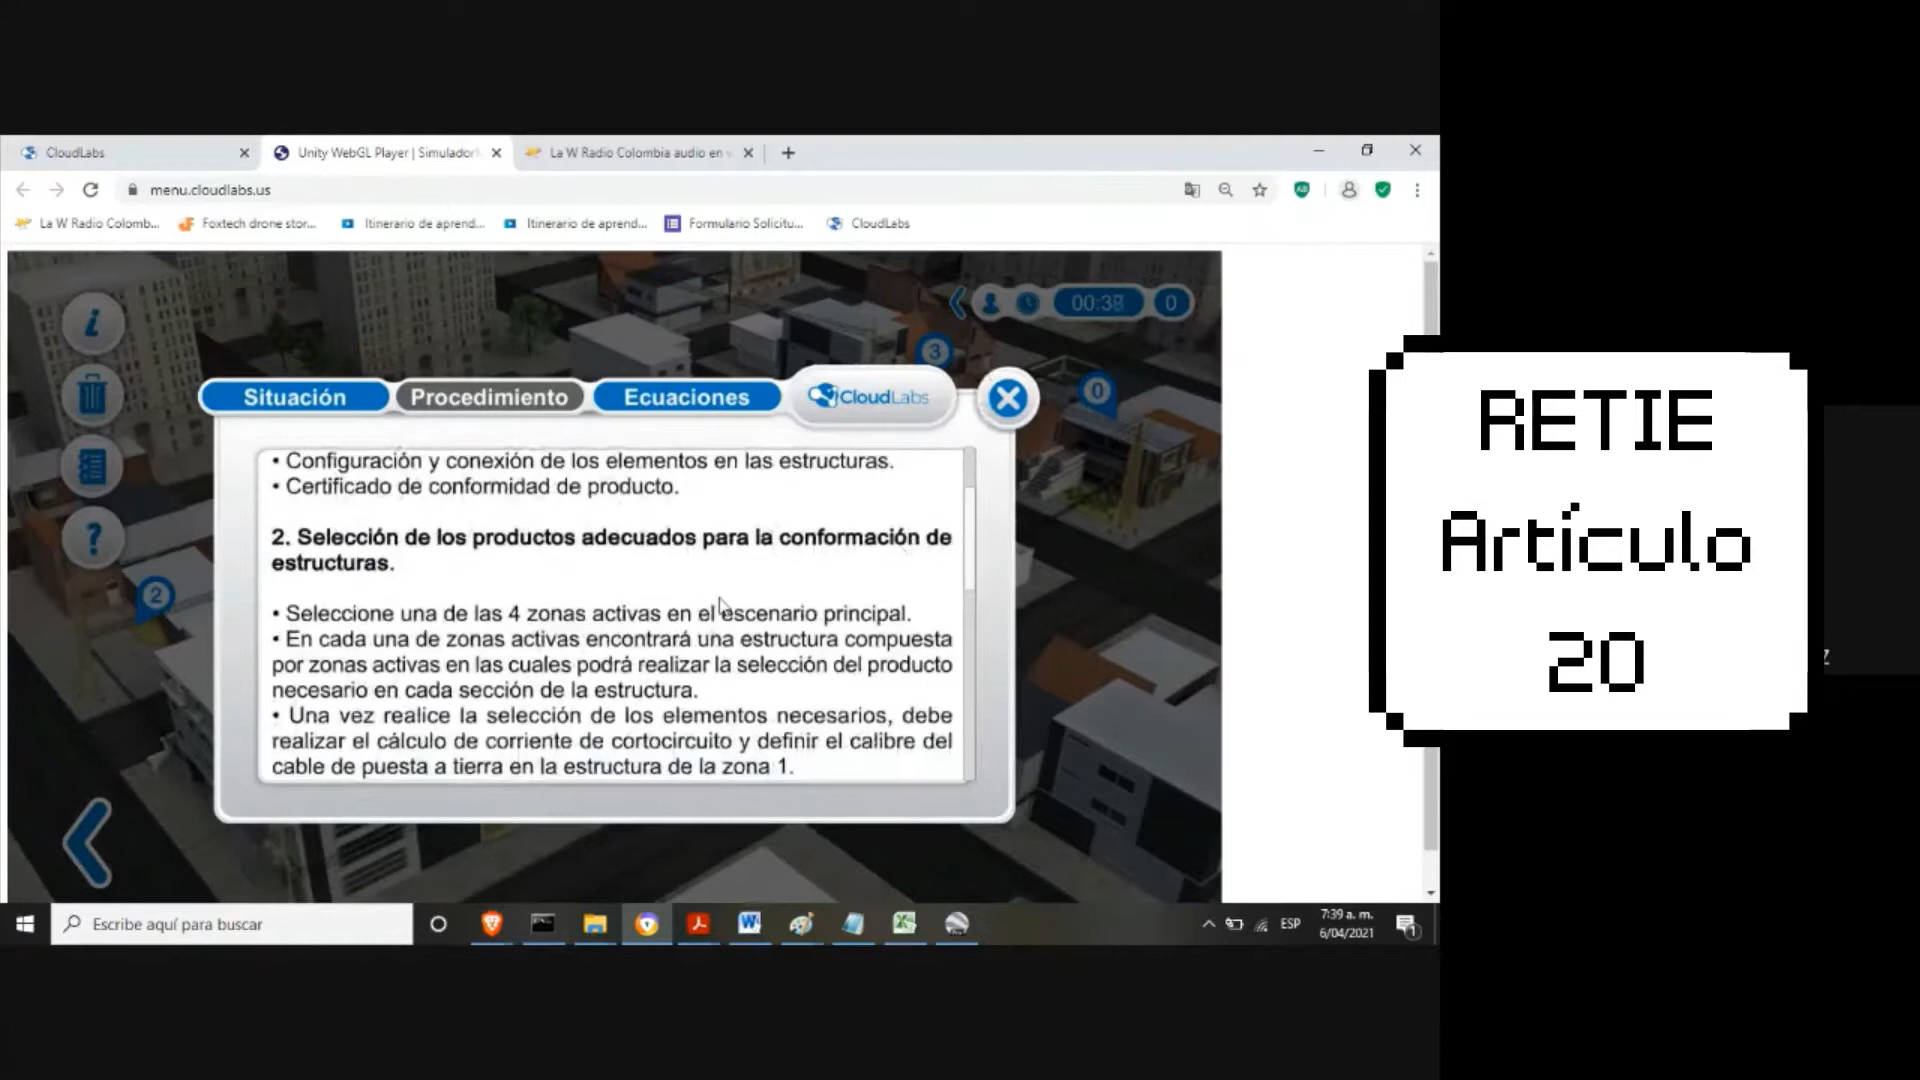 CloudLabs
Unity WebGL Player | Simulador
La W Radio Colombia audio en v
menu.cloudlabs.us
La W Radio Colomb...
Foxtech drone stor...
Itinerario de aprend...
Itinerario de aprend...
Formulario Solicitu...
CloudLabs
00:38
0
3
0
2
Situación
Procedimiento
Ecuaciones
CloudLabs
• Configuración y conexión de los elementos en las estructuras.
• Certificado de conformidad de producto.
2. Selección de los productos adecuados para la conformación de
estructuras.
• Seleccione una de las 4 zonas activas en el escenario principal.
• En cada una de zonas activas encontrará una estructura compuesta
por zonas activas en las cuales podrá realizar la selección del producto
necesario en cada sección de la estructura.
• Una vez realice la selección de los elementos necesarios, debe
realizar el cálculo de corriente de cortocircuito y definir el calibre del
cable de puesta a tierra en la estructura de la zona 1.
Escribe aquí para buscar
ESP
7:39 a. m.
6/04/2021
1
RETIE
Artículo
20